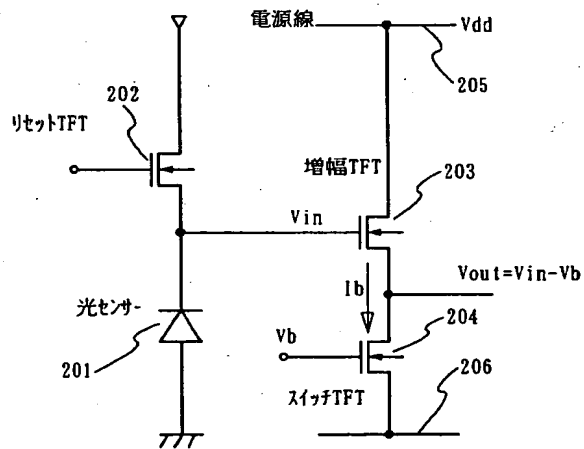 電源線
Vdd
205
202
リセットTFT
増幅TFT
203
Vin
Vout=Vin-Vb
Ib
光センサー
204
Vb
201
スイッチTFT
206